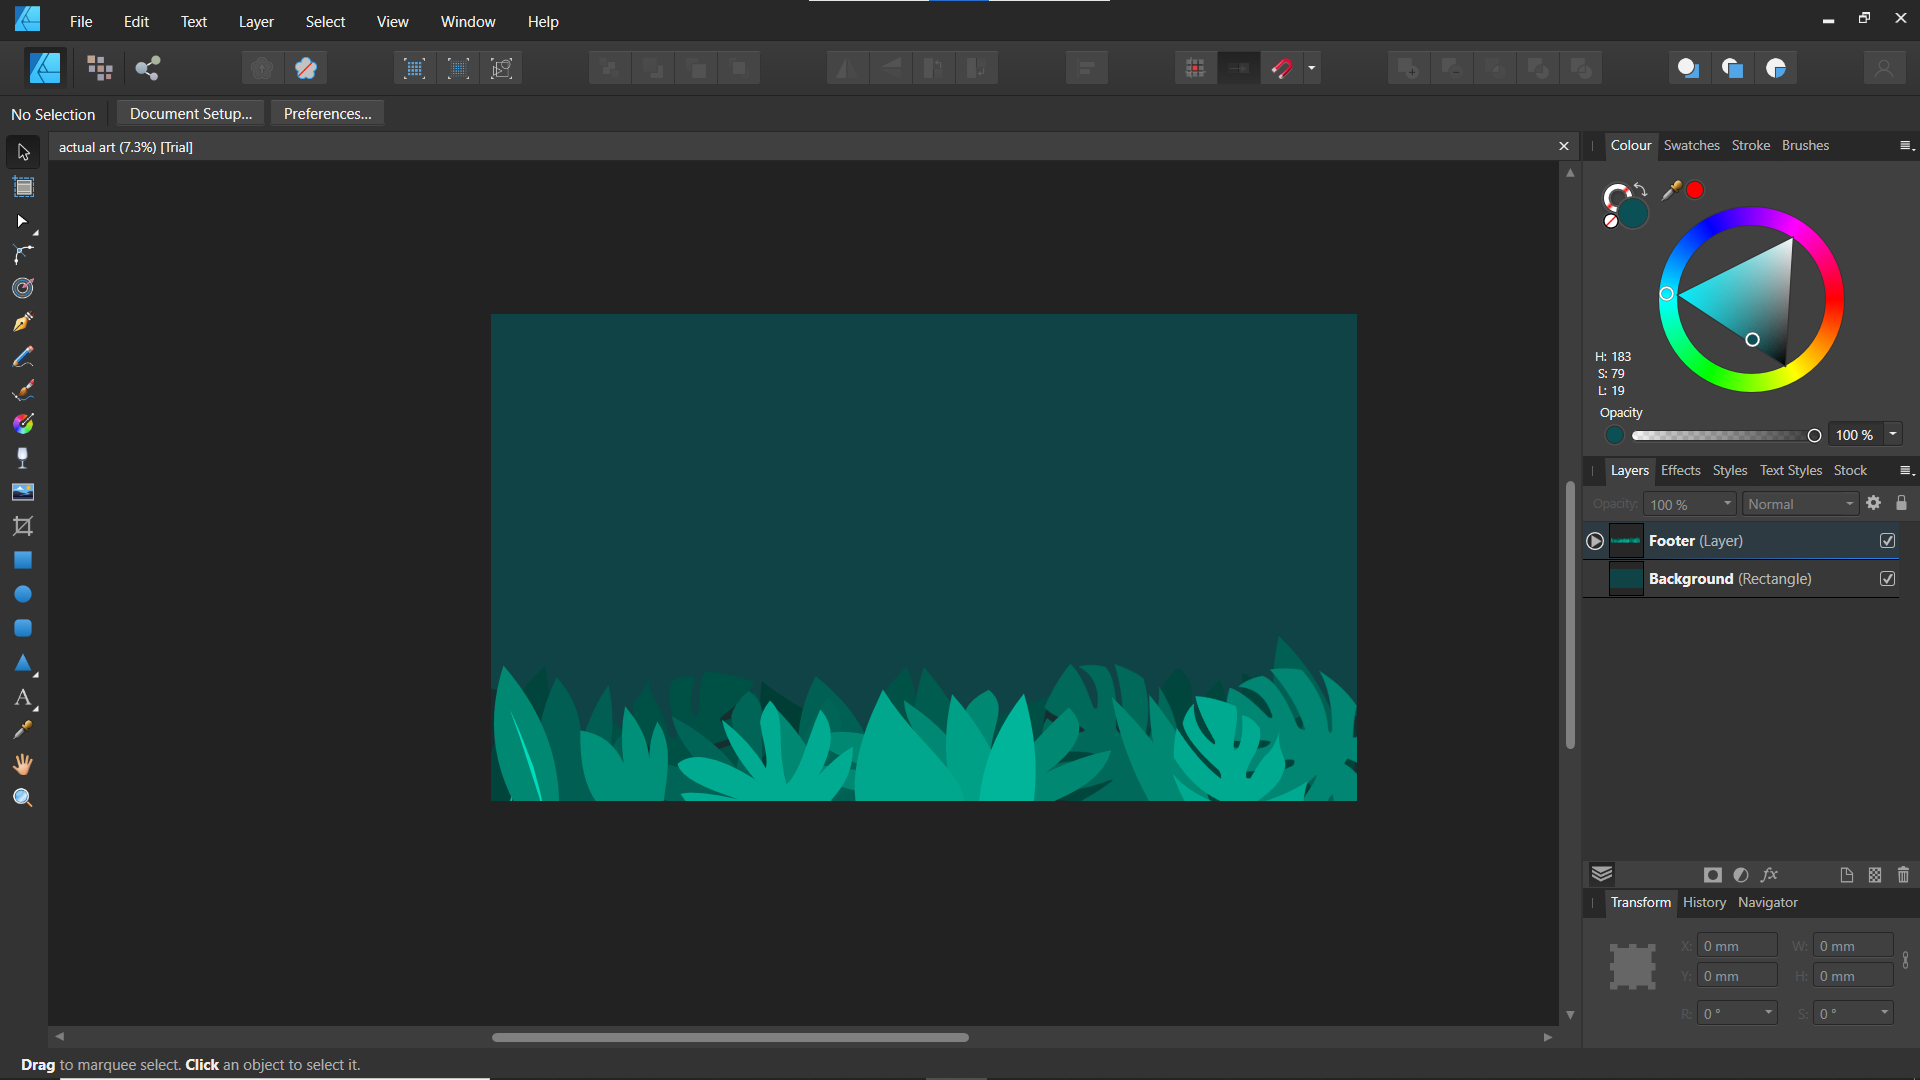 File Edit Text Layer Select View Window Help
No Selection Document Setup... Preferences...
actual art (7.3%) [Trial]
Colour Swatches Stroke Brushes
H: 183
S: 79
L: 19
Opacity
100 %
Layers Effects Styles Text Styles Stock
Opacity: 100 % Normal
Footer (Layer)
Background (Rectangle)
fx
Transform History Navigator
X: 0 mm W: 0 mm
Y: 0 mm H: 0 mm
R: 0 ° S: 0 °
Drag to marquee select. Click an object to select it.